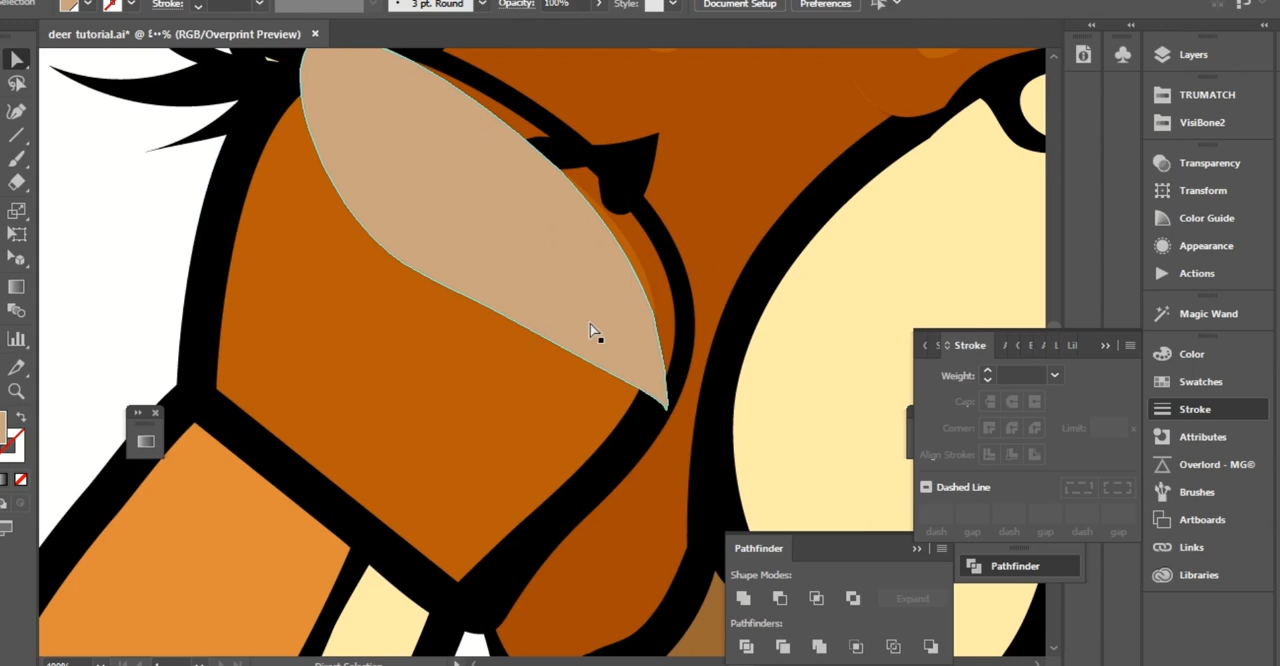 Stroke:
3 pt. Round
Opacity:
100%
Style:
Document Setup
Preferences
deer tutorial.ai* @
% (RGB/Overprint Preview)
Layers
TRUMATCH
VisiBone2
Transparency
Transform
Color Guide
Appearance
Actions
Magic Wand
Color
Swatches
Stroke
Attributes
Overlord - MG©
Brushes
Artboards
Links
Libraries
Stroke
Weight:
Cap:
Corner:
Limit:
x
Align Stroke:
Dashed Line
dash gap dash gap dash gap
Pathfinder
Pathfinder
Shape Modes:
Expand
Pathfinders:
Direct Selection